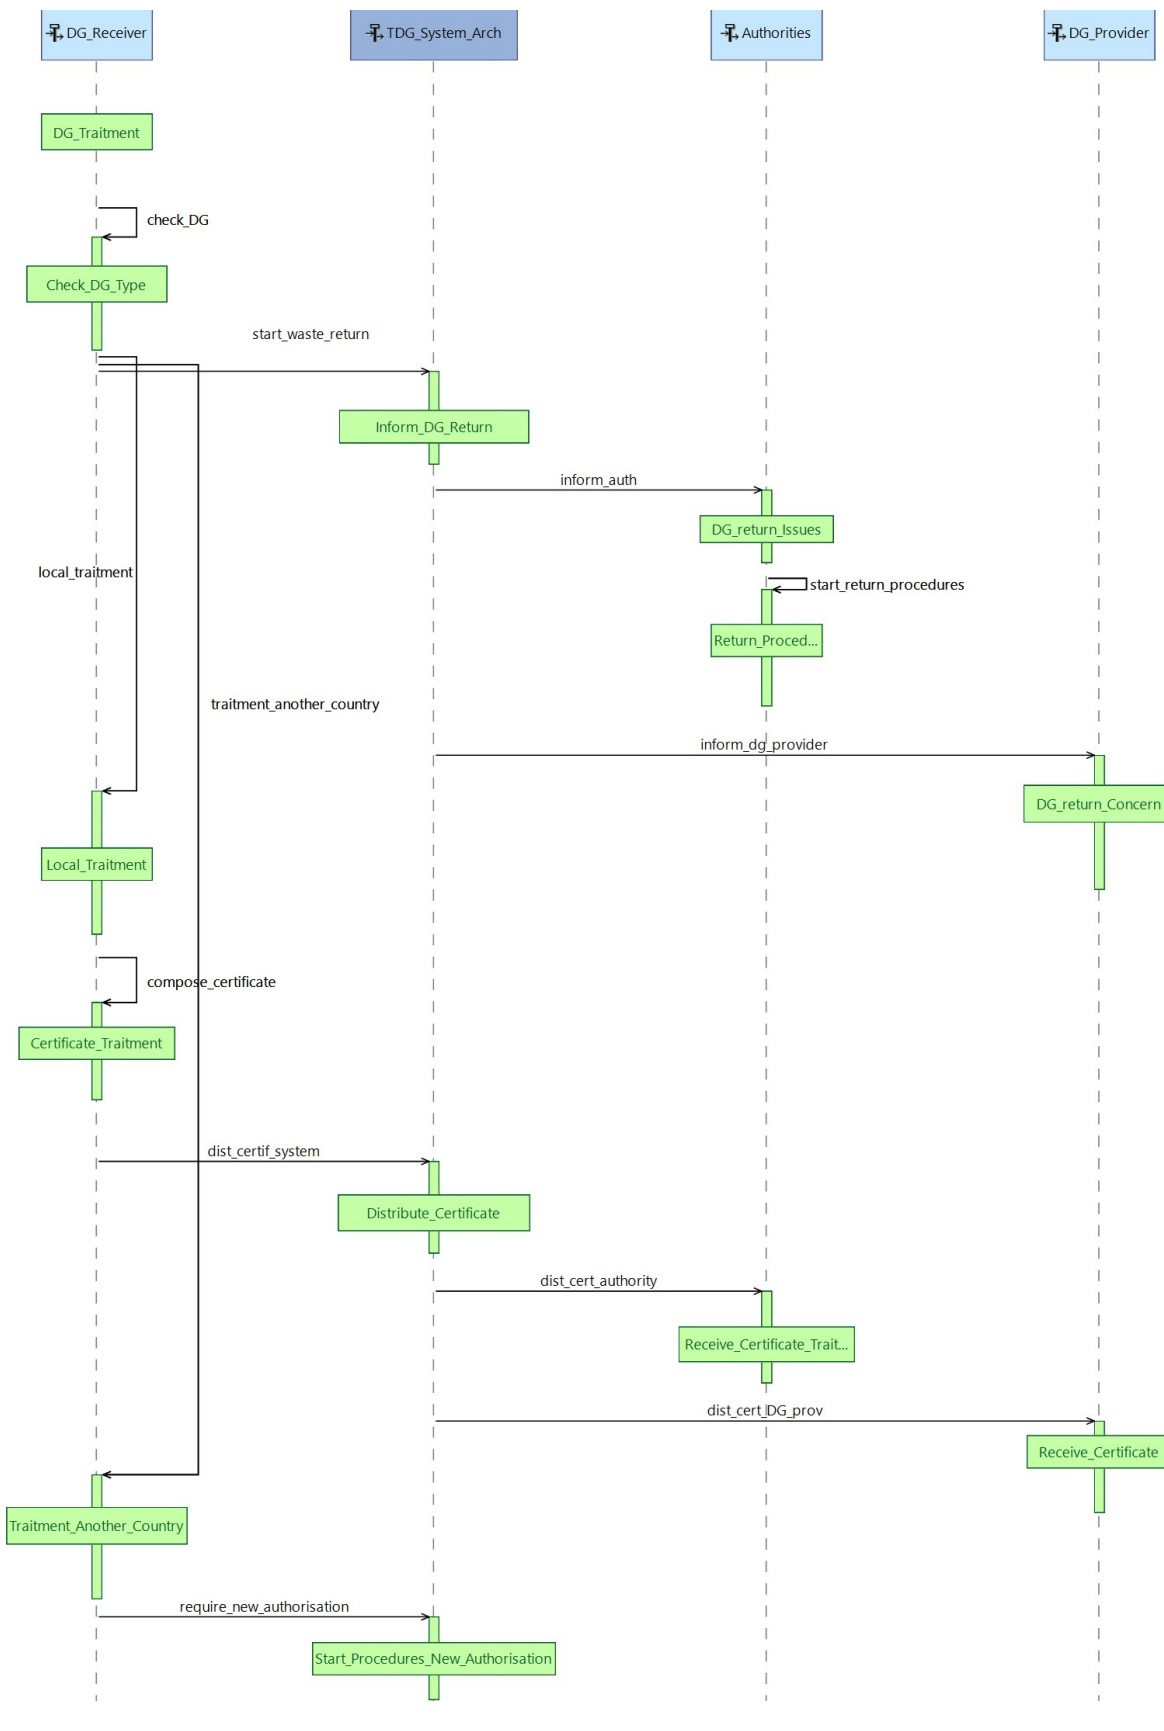 DG_Receiver
TDG_System_Arch
Authorities
DG_Provider
DG_Traitment
check_DG
Check_DG_Type
start_waste_return
Inform_DG_Return
inform_auth
DG_return_Issues
local_traitment
start_return_procedures
Return_Proced...
traitment_another_country
inform_dg_provider
DG_return_Concern
Local_Traitment
compose_certificate
Certificate_Traitment
dist_certif_system
Distribute_Certificate
dist_cert_authority
Receive_Certificate_Trait...
dist_cert_DG_prov
Receive_Certificate
Traitment_Another_Country
require_new_authorisation
Start_Procedures_New_Authorisation